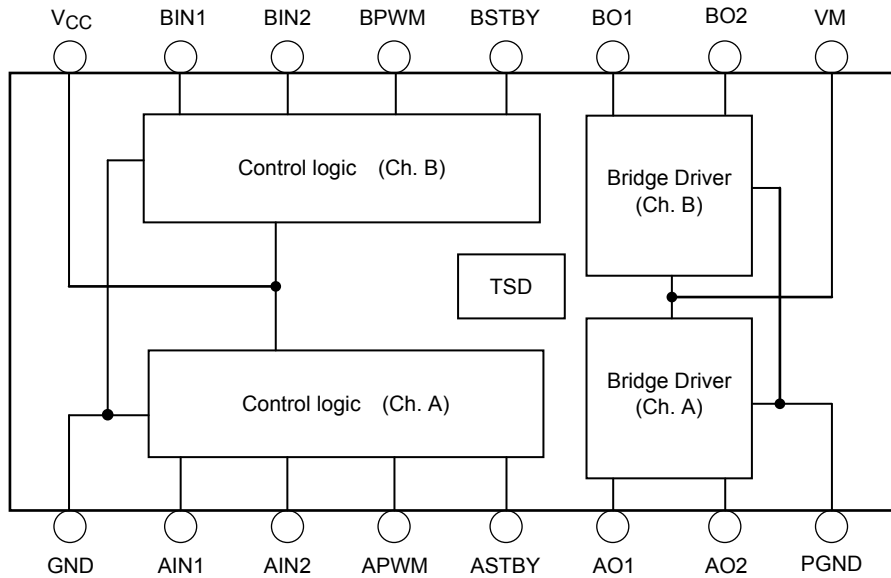 VCC BIN1 BIN2 BPWM BSTBY BO1 BO2 VM
Control logic (Ch. B)
Bridge Driver
(Ch. B)
TSD
Control logic (Ch. A)
Bridge Driver
(Ch. A)
GND AIN1 AIN2 APWM ASTBY AO1 AO2 PGND